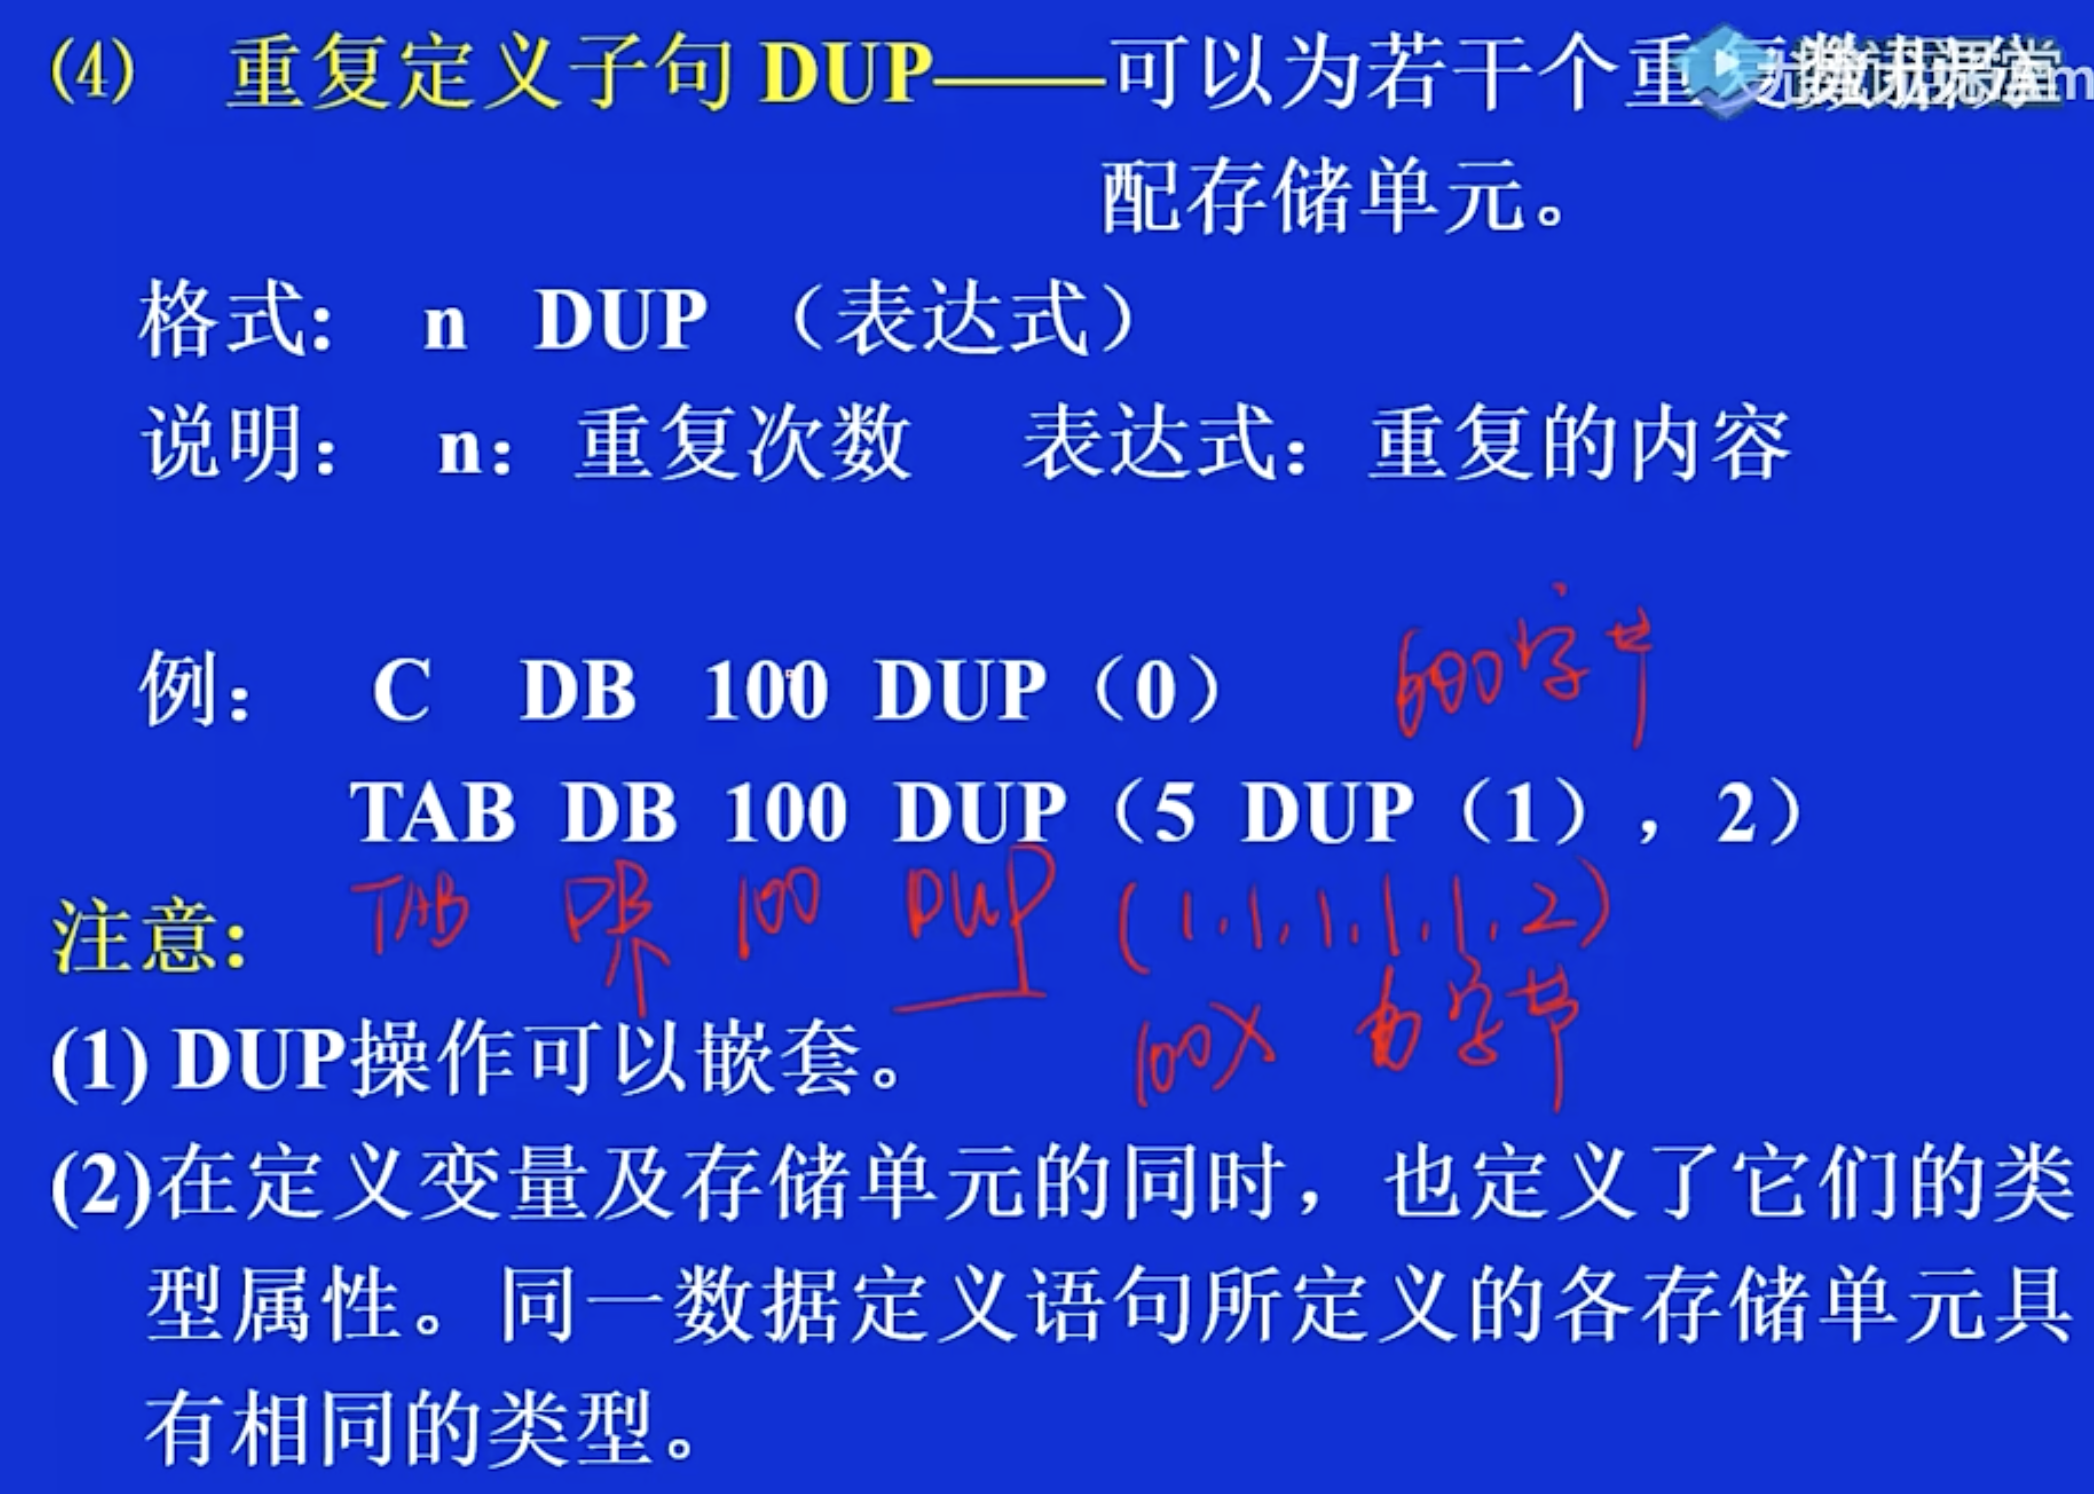 (4) 重复定义子句 DUP——可以为若干个重复数据分
配存储单元。
格式: n DUP （表达式）
说明: n: 重复次数 表达式: 重复的内容
例: C DB 100 DUP（0）
600字节
TAB DB 100 DUP（5 DUP（1）, 2）
TAB DB 100 DUP (1,1,1,1,1,2)
注意:
100X 字节
(1) DUP操作可以嵌套。
(2)在定义变量及存储单元的同时，也定义了它们的类
型属性。同一数据定义语句所定义的各存储单元具
有相同的类型。